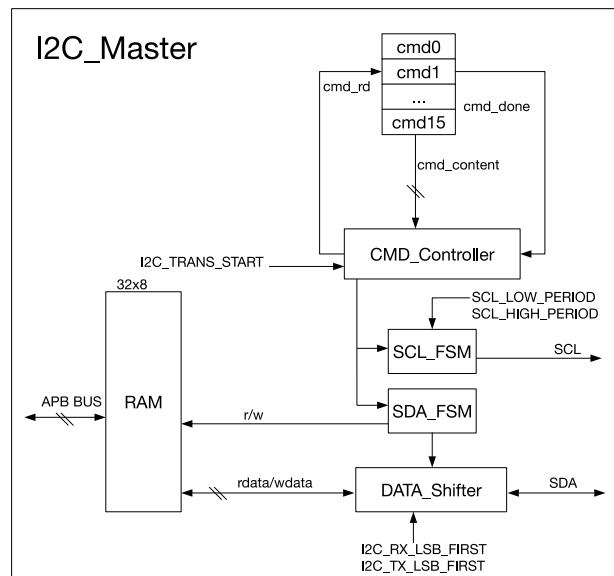 I2C_Master
cmd0
cmd1
...
cmd15
cmd_rd
cmd_done
cmd_content
CMD_Controller
I2C_TRANS_START
32x8
SCL_LOW_PERIOD
SCL_HIGH_PERIOD
SCL_FSM
SCL
APB BUS
RAM
r/w
SDA_FSM
rdata/wdata
DATA_Shifter
SDA
I2C_RX_LSB_FIRST
I2C_TX_LSB_FIRST